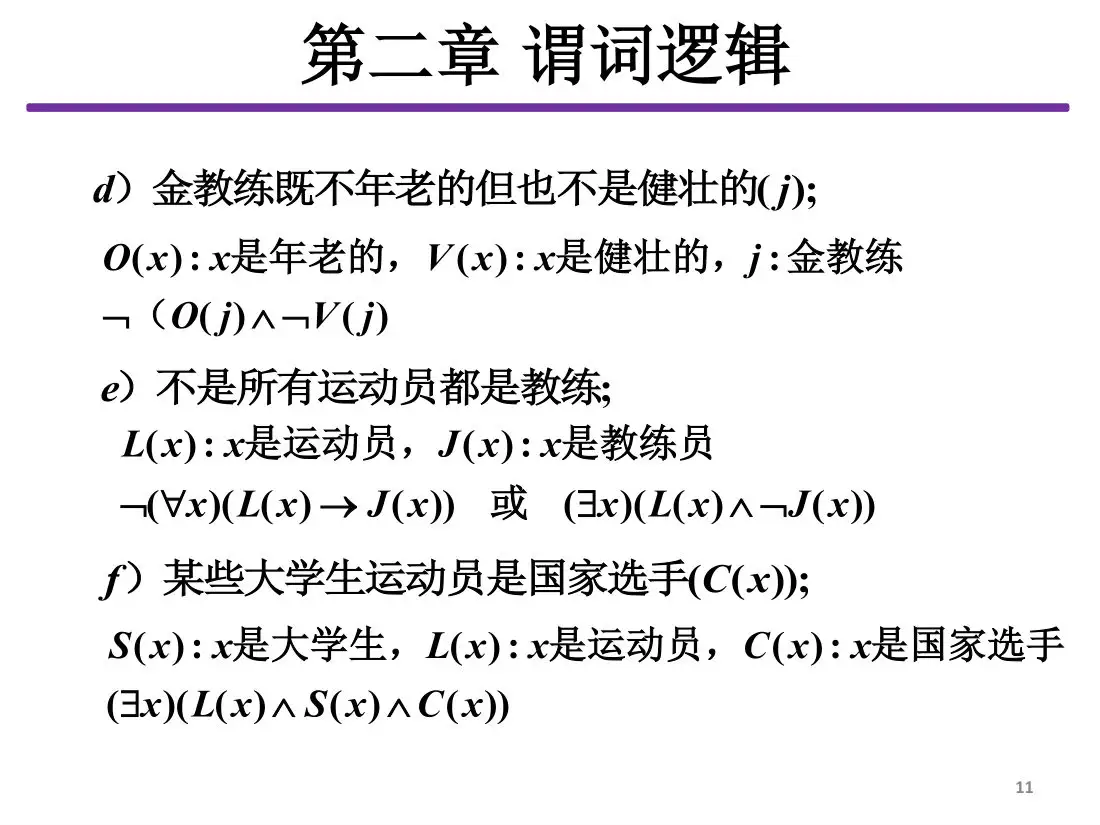 第二章 谓词逻辑
d）金教练既不年老的但也不是健壮的(j);
O(x):x是年老的，V(x):x是健壮的，j:金教练
¬（O(j)∧¬V(j)
e）不是所有运动员都是教练;
L(x):x是运动员，J(x):x是教练员
¬(∀x)(L(x)→J(x)) 或 (∃x)(L(x)∧¬J(x))
f）某些大学生运动员是国家选手(C(x));
S(x):x是大学生，L(x):x是运动员，C(x):x是国家选手
(∃x)(L(x)∧S(x)∧C(x))
11